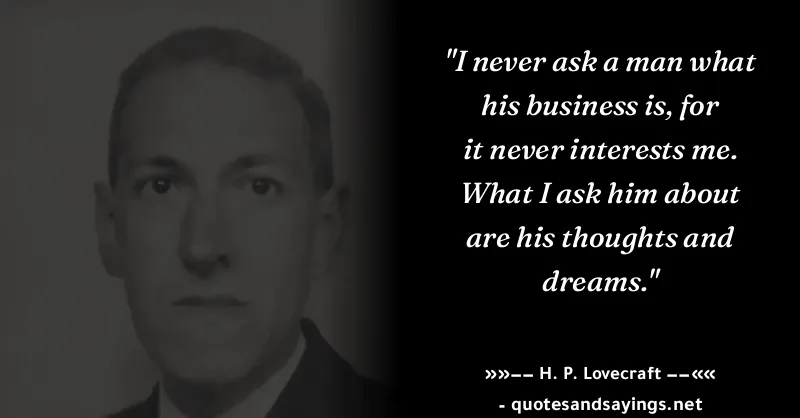 "I never ask a man what
his business is, for
it never interests me.
What I ask him about
are his thoughts and
dreams."
»»−− H. P. Lovecraft −−««
- quotesandsayings.net